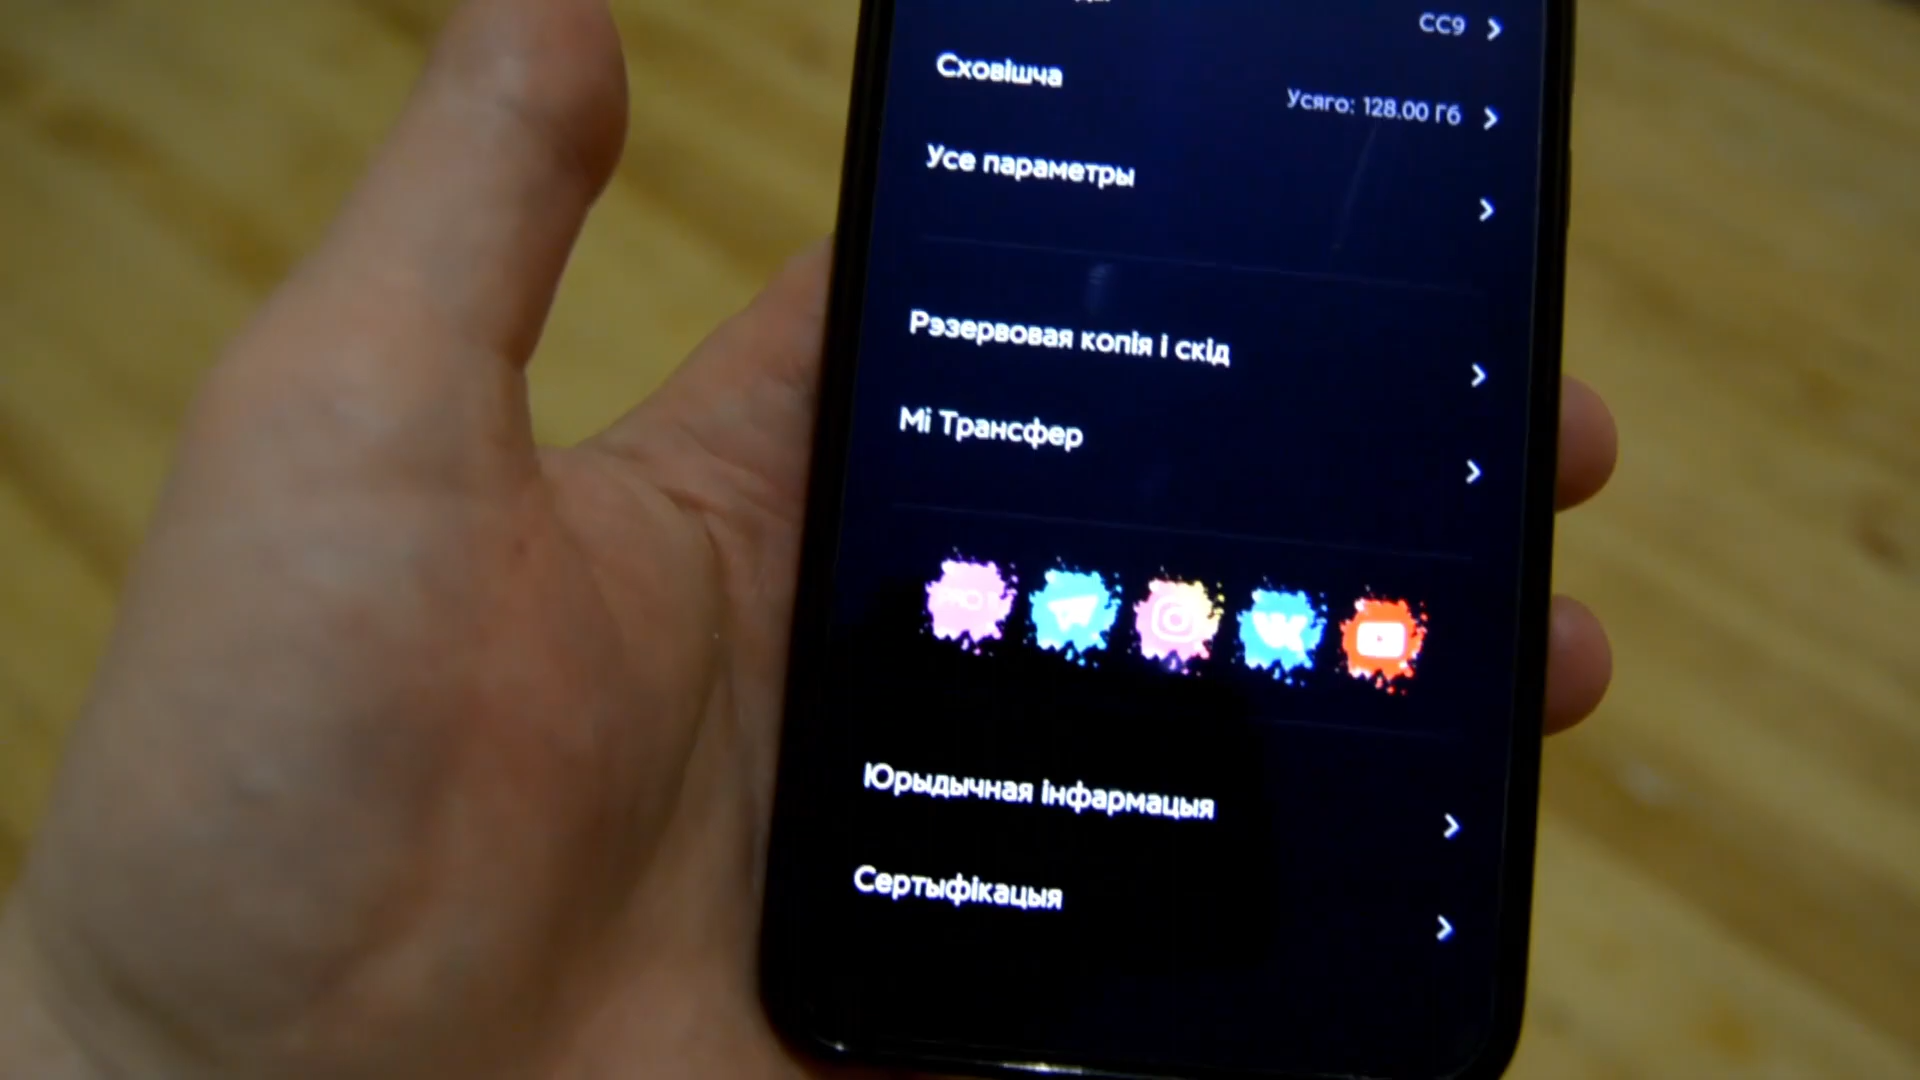 CC9
Сховішча
Усяго: 128.00 Гб
Усе параметры
Рэзервовая копія і скід
Mi Трансфер
Юрыдычная інфармацыя
Сертыфікацыя